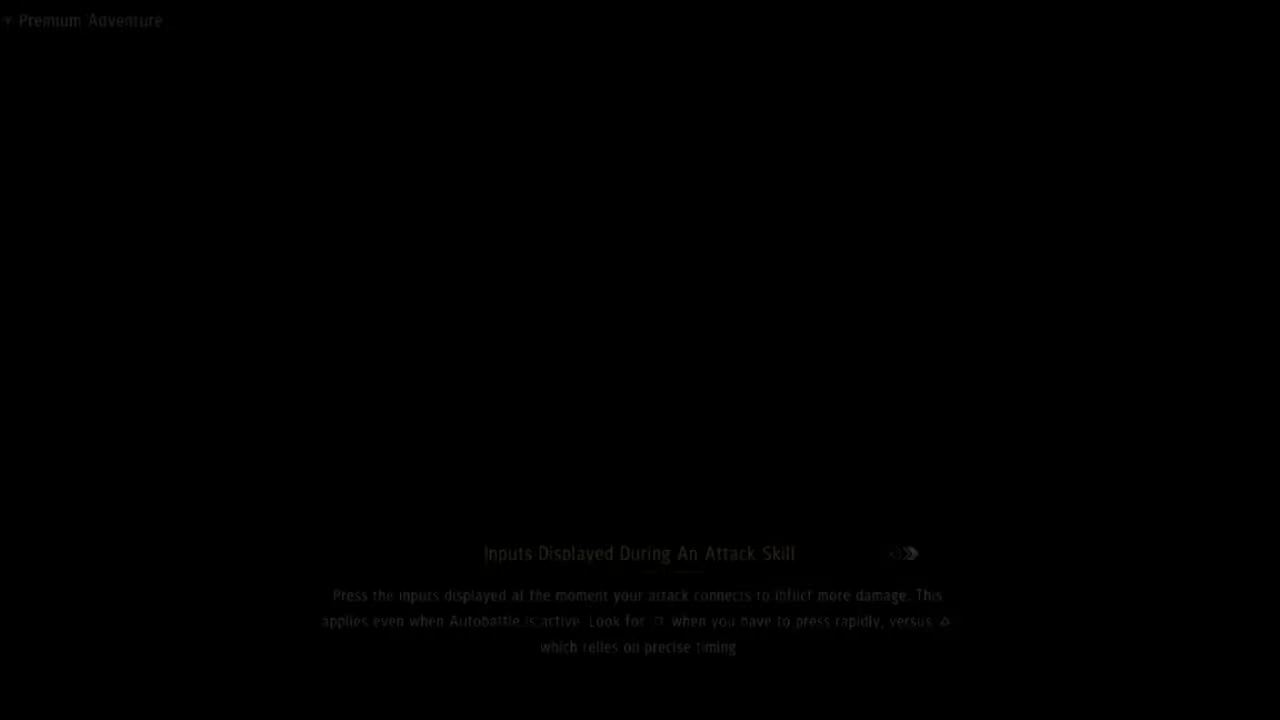 Premium Adventure
Inputs Displayed During An Attack Skill
Press the inputs displayed at the moment your attack connects to inflict more damage. This
applies even when Autobattle is active. Look for □ when you have to press rapidly, versus △
which relies on precise timing